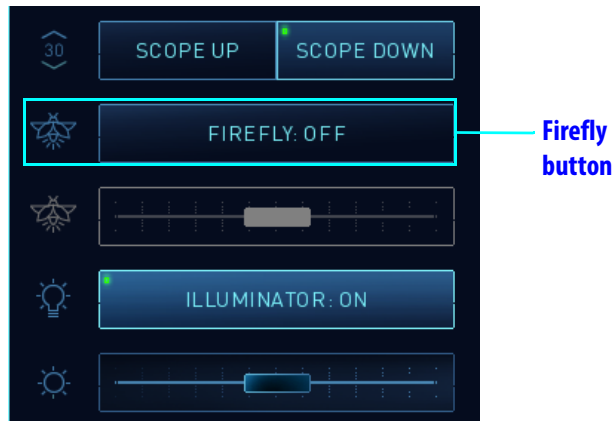 30
SCOPE UP
SCOPE DOWN
FIREFLY: OFF
Firefly
button
ILLUMINATOR: ON